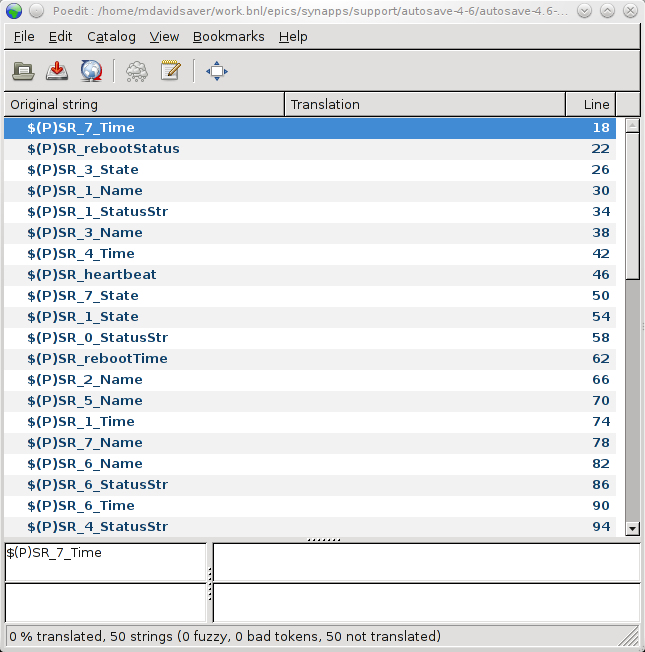 Poedit : /home/mdavidsaver/work.bnl/epics/synapps/support/autosave-4-6/autosave-4.6-...
File Edit Catalog View Bookmarks Help
Original string Translation Line
$(P)SR_7_Time 18
$(P)SR_rebootStatus 22
$(P)SR_3_State 26
$(P)SR_1_Name 30
$(P)SR_1_StatusStr 34
$(P)SR_3_Name 38
$(P)SR_4_Time 42
$(P)SR_heartbeat 46
$(P)SR_7_State 50
$(P)SR_1_State 54
$(P)SR_0_StatusStr 58
$(P)SR_rebootTime 62
$(P)SR_2_Name 66
$(P)SR_5_Name 70
$(P)SR_1_Time 74
$(P)SR_7_Name 78
$(P)SR_6_Name 82
$(P)SR_6_StatusStr 86
$(P)SR_6_Time 90
$(P)SR_4_StatusStr 94
$(P)SR_7_Time
0 % translated, 50 strings (0 fuzzy, 0 bad tokens, 50 not translated)